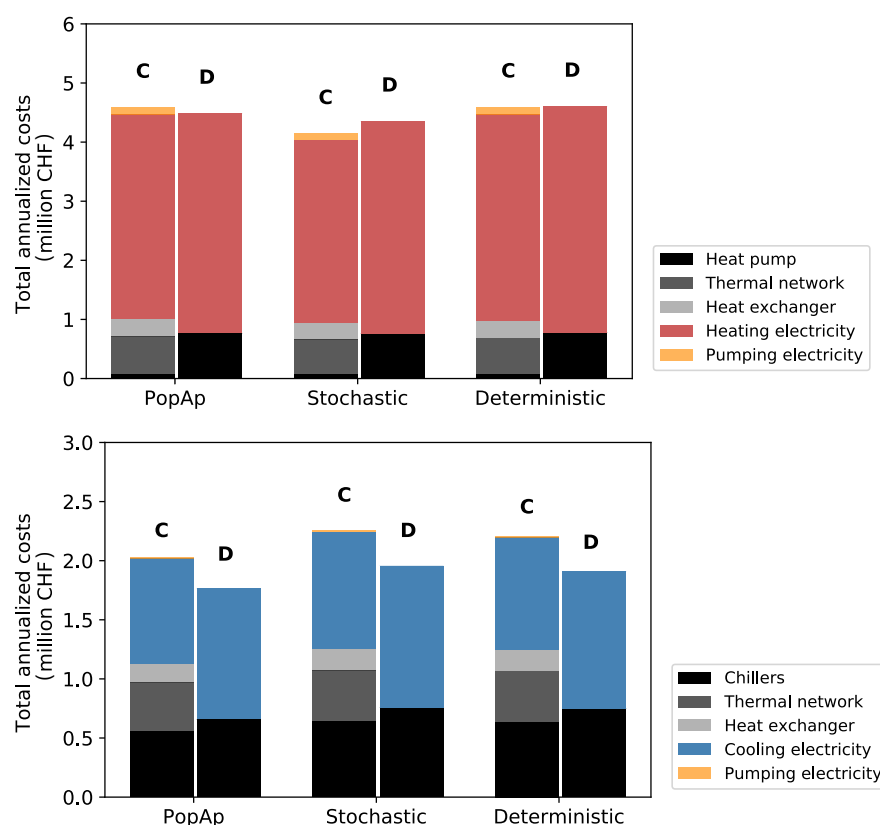 Total annualized costs
(million CHF)
6
5
4
3
2
1
0
C
D
C
D
C
D
PopAp
Stochastic
Deterministic
Heat pump
Thermal network
Heat exchanger
Heating electricity
Pumping electricity
Total annualized costs
(million CHF)
3.0
2.5
2.0
1.5
1.0
0.5
0.0
C
D
C
D
C
D
PopAp
Stochastic
Deterministic
Chillers
Thermal network
Heat exchanger
Cooling electricity
Pumping electricity